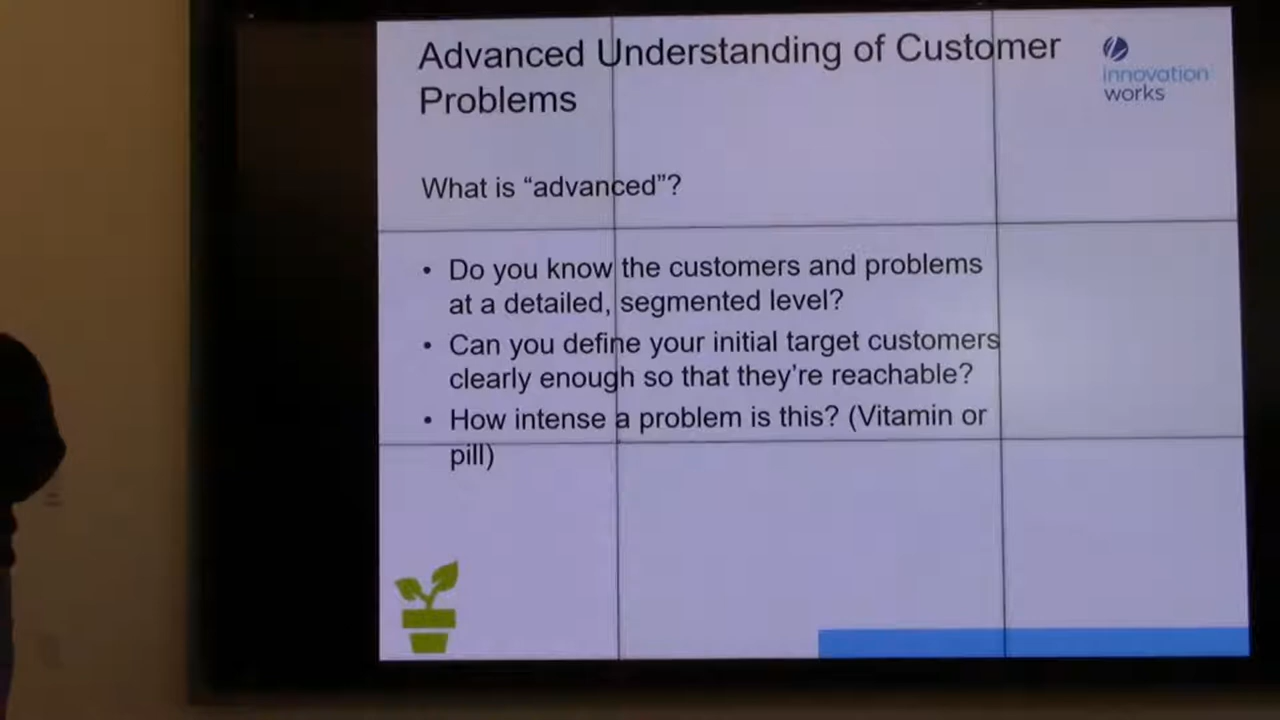 Advanced Understanding of Customer
Problems
innovation
works
What is “advanced”?
• Do you know the customers and problems
at a detailed, segmented level?
• Can you define your initial target customers
clearly enough so that they’re reachable?
• How intense a problem is this? (Vitamin or
pill)